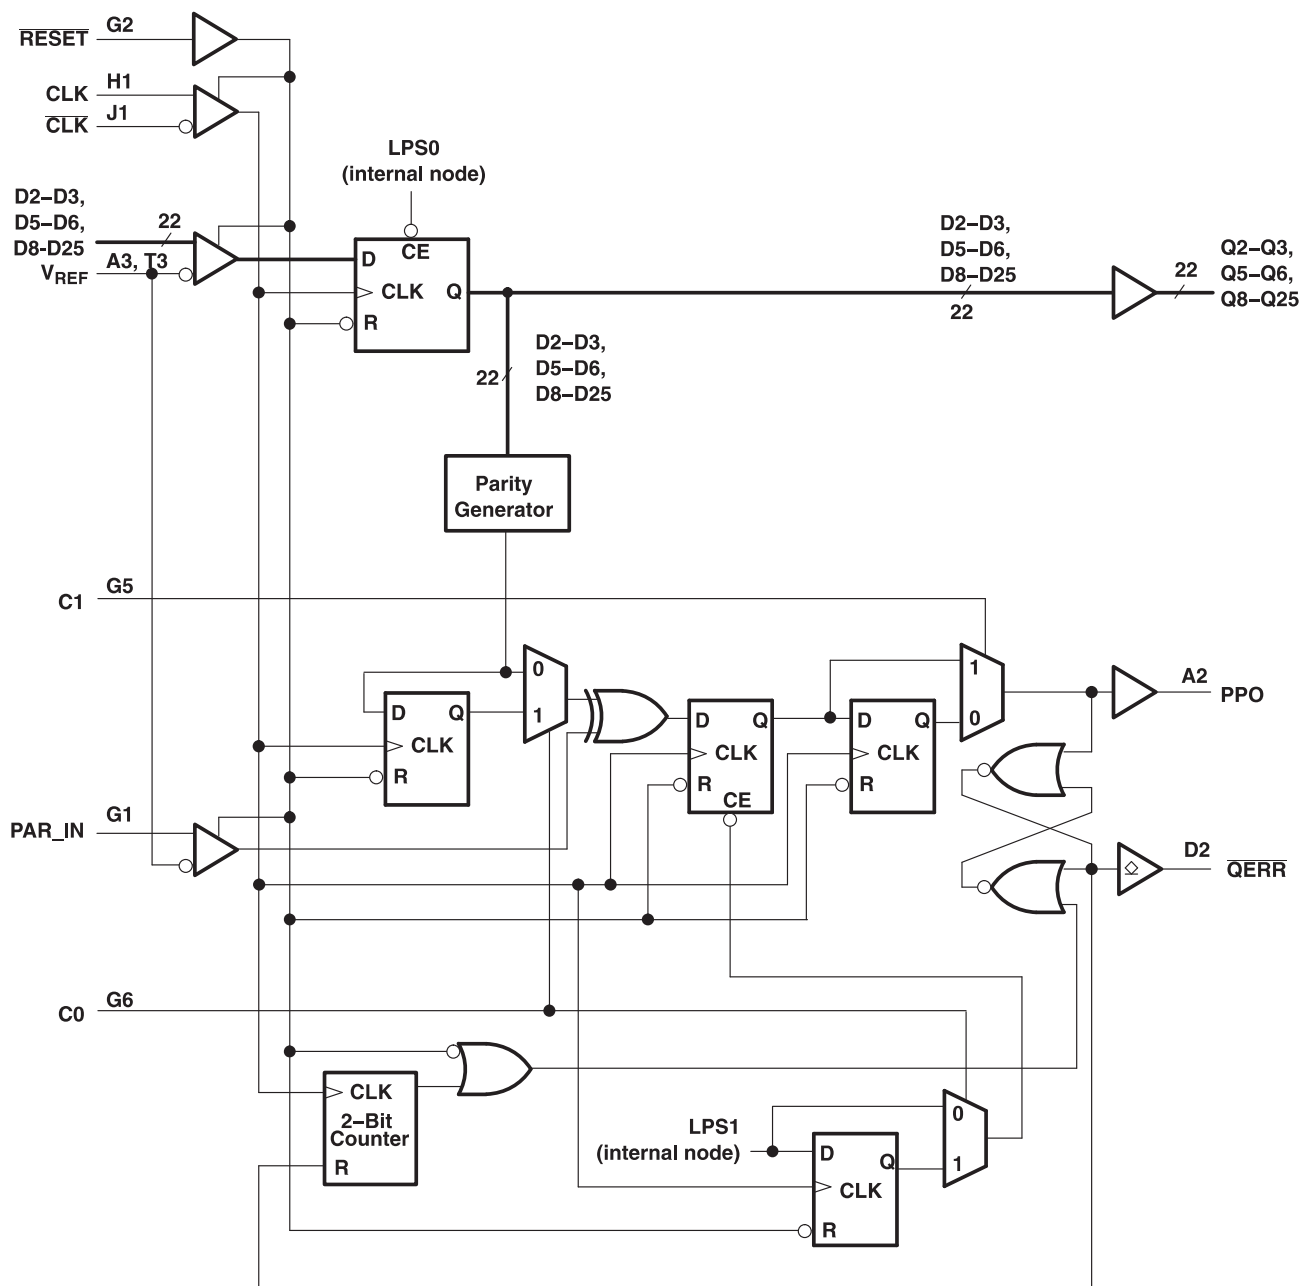 RESET G2
CLK H1
CLK J1
LPS0
(internal node)
D2–D3,
D5–D6,
D8-D25
22
VREF A3, T3
D CE
CLK Q
R
D2–D3,
D5–D6,
D8–D25
22
22
Q2–Q3,
Q5–Q6,
Q8–Q25
D2–D3,
D5–D6,
D8–D25
22
Parity
Generator
C1 G5
0
1
D Q
CLK
R
D Q
CLK
R
CE
D Q
CLK
R
1
0
A2
PPO
PAR_IN G1
D2
QERR
C0 G6
CLK
2–Bit
Counter
R
LPS1
(internal node)
D Q
CLK
R
0
1